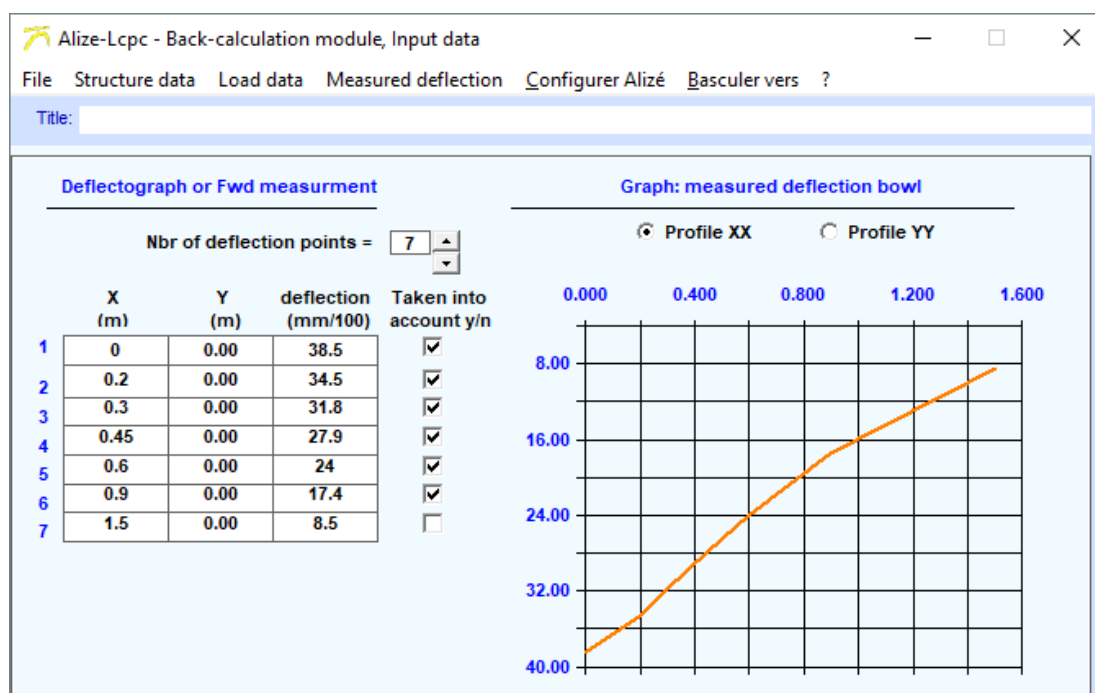 Alize-Lcpc - Back-calculation module, Input data
File Structure data Load data Measured deflection Configurer Alizé Basculer vers ?
Title:
Deflectograph or Fwd measurment
Nbr of deflection points = 7
X Y deflection Taken into
(m) (m) (mm/100) account y/n
1 0 0.00 38.5
2 0.2 0.00 34.5
3 0.3 0.00 31.8
4 0.45 0.00 27.9
5 0.6 0.00 24
6 0.9 0.00 17.4
7 1.5 0.00 8.5
Graph: measured deflection bowl
Profile XX Profile YY
0.000 0.400 0.800 1.200 1.600
8.00
16.00
24.00
32.00
40.00